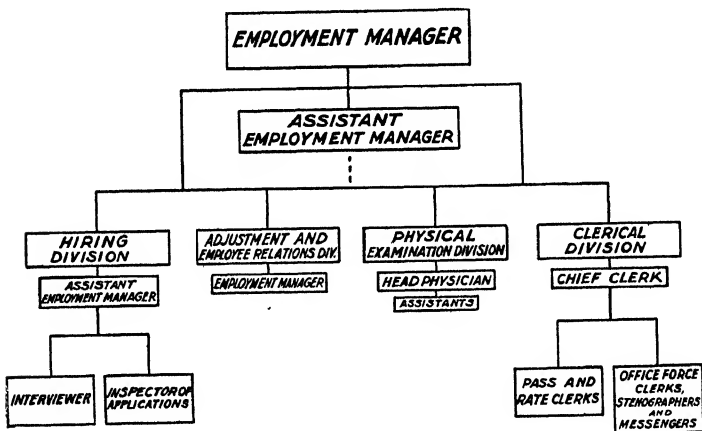 EMPLOYMENT MANAGER
ASSISTANT
EMPLOYMENT MANAGER
HIRING
DIVISION
ASSISTANT
EMPLOYMENT
MANAGER
INTERVIEWER
INSPECTOR OF
APPLICATIONS
ADJUSTMENT AND
EMPLOYEE RELATIONS DIV.
EMPLOYMENT MANAGER
PHYSICAL
EXAMINATION DIVISION
HEAD PHYSICIAN
ASSISTANTS
CLERICAL
DIVISION
CHIEF CLERK
PASS AND
RATE CLERKS
OFFICE FORCE
CLERKS,
STENOGRAPHERS
AND
MESSENGERS